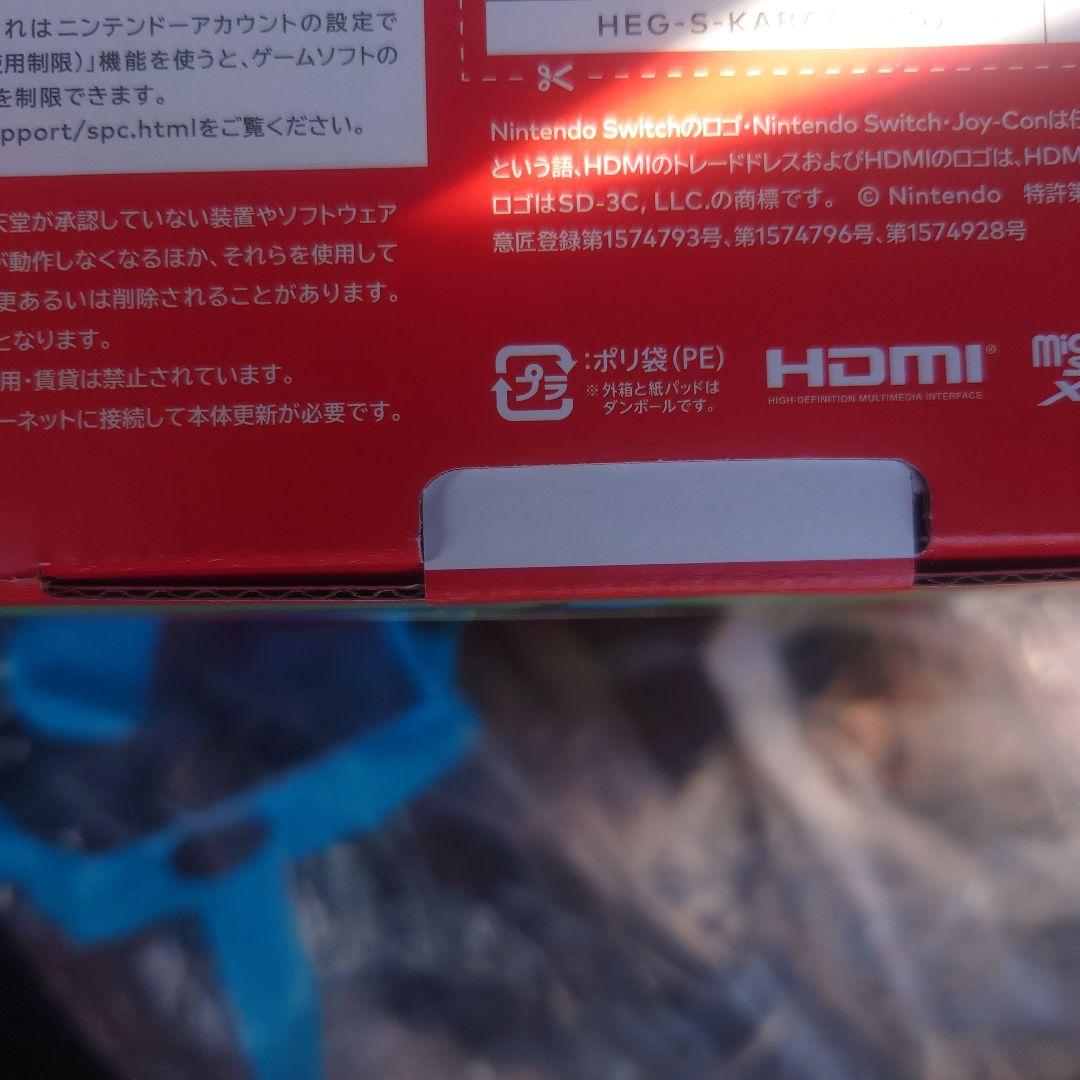 れはニンテンドーアカウントの設定で
使用制限)」機能を使うと、ゲームソフトの
を制限できます。
pport/spc.htmlをご覧ください。
天堂が承認していない装置やソフトウェア
が動作しなくなるほか、それらを使用して
更あるいは削除されることがあります。
となります。
用・賃貸は禁止されています。
ーネットに接続して本体更新が必要です。
HEG-S-KAB
Nintendo Switchのロゴ・Nintendo Switch・Joy-Conは任
という語、HDMIのトレードドレスおよびHDMIのロゴは、HDM
ロゴはSD-3C, LLC.の商標です。 © Nintendo 特許第
意匠登録第1574793号、第1574796号、第1574928号
プラ
:ポリ袋(PE)
※外箱と紙パッドは
ダンボールです。
HDMI®
HIGH-DEFINITION MULTIMEDIA INTERFACE
mic
S
X